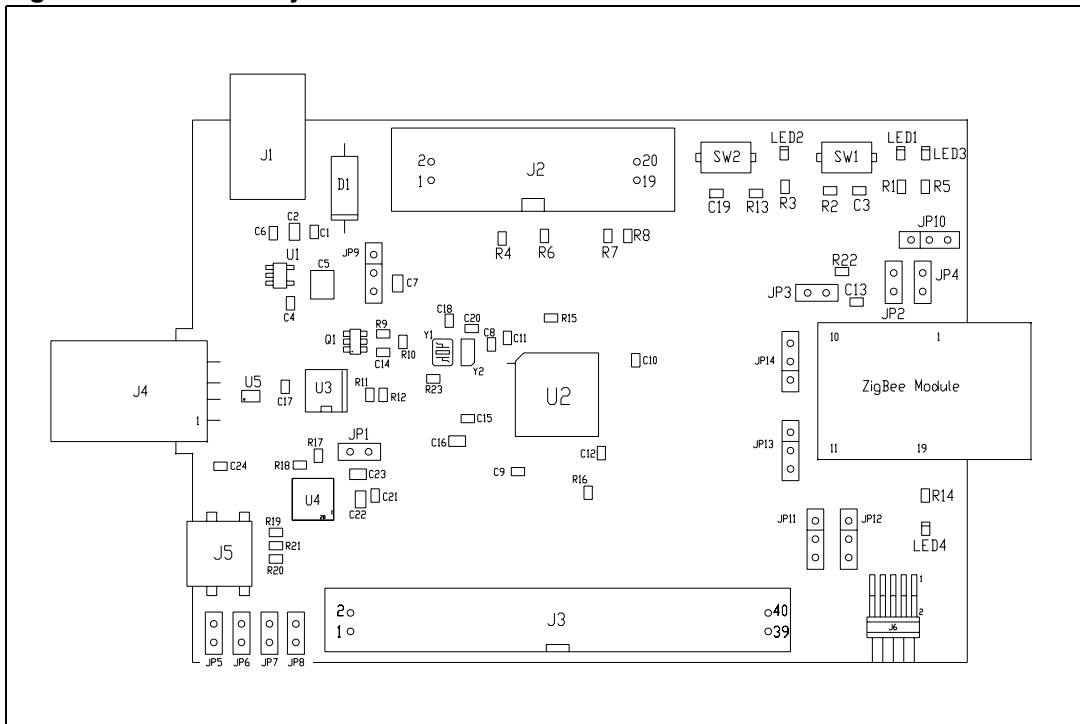 J1
D1
2
1
J2
20
19
SW2
LED2
SW1
LED1
LED3
C19
R13
R3
R2
C3
R1
R5
C6
C2
C1
JP9
R4
R6
R7
R8
JP10
U1
C5
C7
R22
JP3
C13
JP2
JP4
C4
Q1
R9
C14
R10
C18
C20
Y1
C8
C11
Y2
R15
C10
JP14
10
1
ZigBee Module
11
19
J4
1
U5
C17
U3
R11
R12
R23
U2
C15
C16
C12
C9
R16
JP13
JP1
R17
R18
C24
C23
C21
C22
U4
20
1
R14
LED4
JP11
JP12
J5
R19
R21
R20
2
1
J3
40
39
1
2
J6
JP5
JP6
JP7
JP8